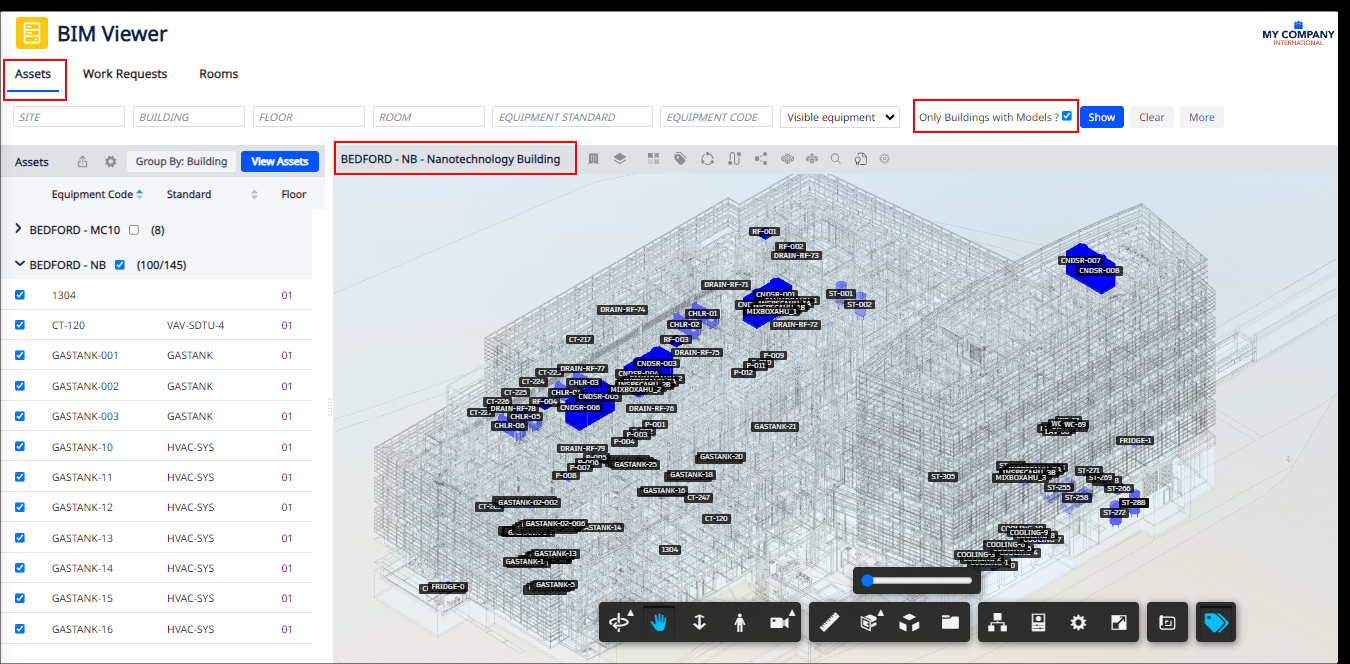 BIM Viewer
MY COMPANY
INTERNATIONAL
Assets Work Requests Rooms
SITE BUILDING FLOOR ROOM EQUIPMENT STANDARD EQUIPMENT CODE Visible equipment Only Buildings with Models ? Show Clear More
Assets Group By: Building View Assets BEDFORD - NB - Nanotechnology Building
Equipment Code Standard Floor
BEDFORD - MC10 (8)
BEDFORD - NB (100/145)
1304 01
CT-120 VAV-SDTU-4 01
GASTANK-001 GASTANK 01
GASTANK-002 GASTANK 01
GASTANK-003 GASTANK 01
GASTANK-10 HVAC-SYS 01
GASTANK-11 HVAC-SYS 01
GASTANK-12 HVAC-SYS 01
GASTANK-13 HVAC-SYS 01
GASTANK-14 HVAC-SYS 01
GASTANK-15 HVAC-SYS 01
GASTANK-16 HVAC-SYS 01
RF-001
RF-002
DRAIN-RF-73
CNDSR-007
CNDSR-008
DRAIN-RF-71
CNDSR-001
ST-001
ST-002
MIXBOXAHU_1
DRAIN-RF-74
CHLR-01
CHLR-02
DRAIN-RF-72
CT-217
RF-003
DRAIN-RF-75
P-009
P-011
P-012
CNDSR-003
DRAIN-RF-77
CT-224
CHLR-03
MIXBOXAHU_2
CT-225
CNDSR-005
CT-226
RF-004
DRAIN-RF-78
CNDSR-006
DRAIN-RF-76
CHLR-05
CHLR-06
P-001
P-003
P-004
GASTANK-21
WC-69
FRIDGE-1
DRAIN-RF-79
GASTANK-20
P-007
P-008
GASTANK-25
GASTANK-18
ST-305
MIXBOXAHU_3
ST-271
ST-269
ST-255
ST-266
ST-258
ST-288
ST-272
GASTANK-16
CT-247
GASTANK-02-002
CT-120
GASTANK-02-006
1304
GASTANK-13
GASTANK-1
COOLING-9
FRIDGE-0
GASTANK-5